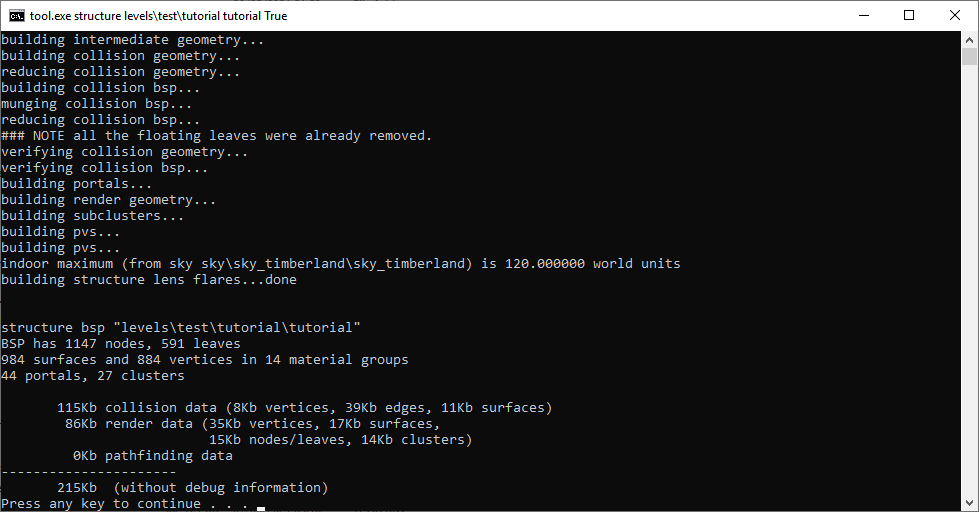 tool.exe structure levels\test\tutorial tutorial True
building intermediate geometry...
building collision geometry...
reducing collision geometry...
building collision bsp...
munging collision bsp...
reducing collision bsp...
### NOTE all the floating leaves were already removed.
verifying collision geometry...
verifying collision bsp...
building portals...
building render geometry...
building subclusters...
building pvs...
building pvs...
indoor maximum (from sky sky\sky_timberland\sky_timberland) is 120.000000 world units
building structure lens flares...done
structure bsp "levels\test\tutorial\tutorial"
BSP has 1147 nodes, 591 leaves
984 surfaces and 884 vertices in 14 material groups
44 portals, 27 clusters
115Kb collision data (8Kb vertices, 39Kb edges, 11Kb surfaces)
86Kb render data (35Kb vertices, 17Kb surfaces,
15Kb nodes/leaves, 14Kb clusters)
0Kb pathfinding data
----------------------
215Kb  (without debug information)
Press any key to continue . . .